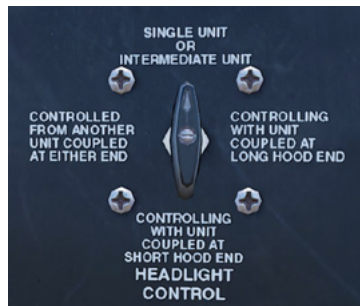 SINGLE UNIT
OR
INTERMEDIATE UNIT
CONTROLLED
FROM ANOTHER
UNIT COUPLED
AT EITHER END
CONTROLLING
WITH UNIT
COUPLED AT
LONG HOOD END
CONTROLLING
WITH UNIT
COUPLED AT
SHORT HOOD END
HEADLIGHT
CONTROL